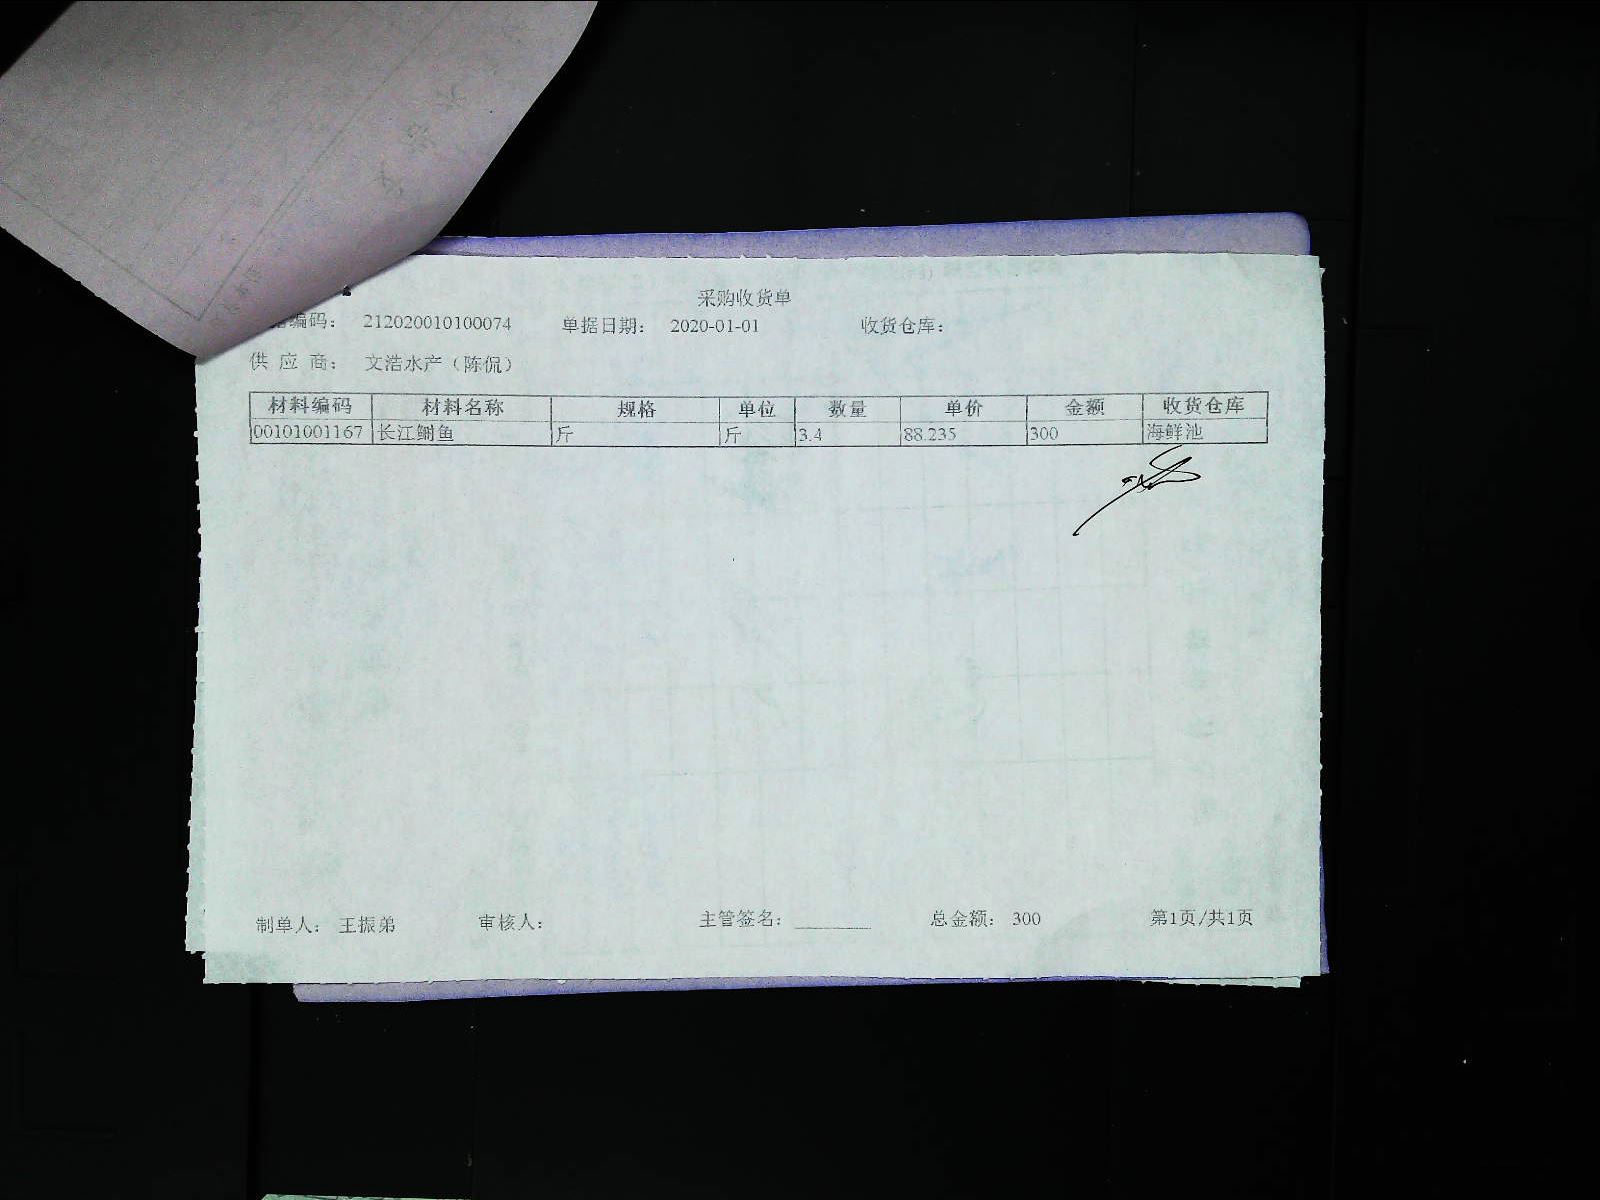 采购收货单
编码: 212020010100074 单据日期: 2020-01-01 收货仓库:
供 应 商: 文浩水产（陈侃）
材料编码 材料名称 规格 单位 数量 单价 金额 收货仓库
00101001167 长江鲥鱼 斤 斤 3.4 88.235 300 海鲜池
制单人: 王振弟 审核人: 主管签名: 总金额: 300 第1页/共1页